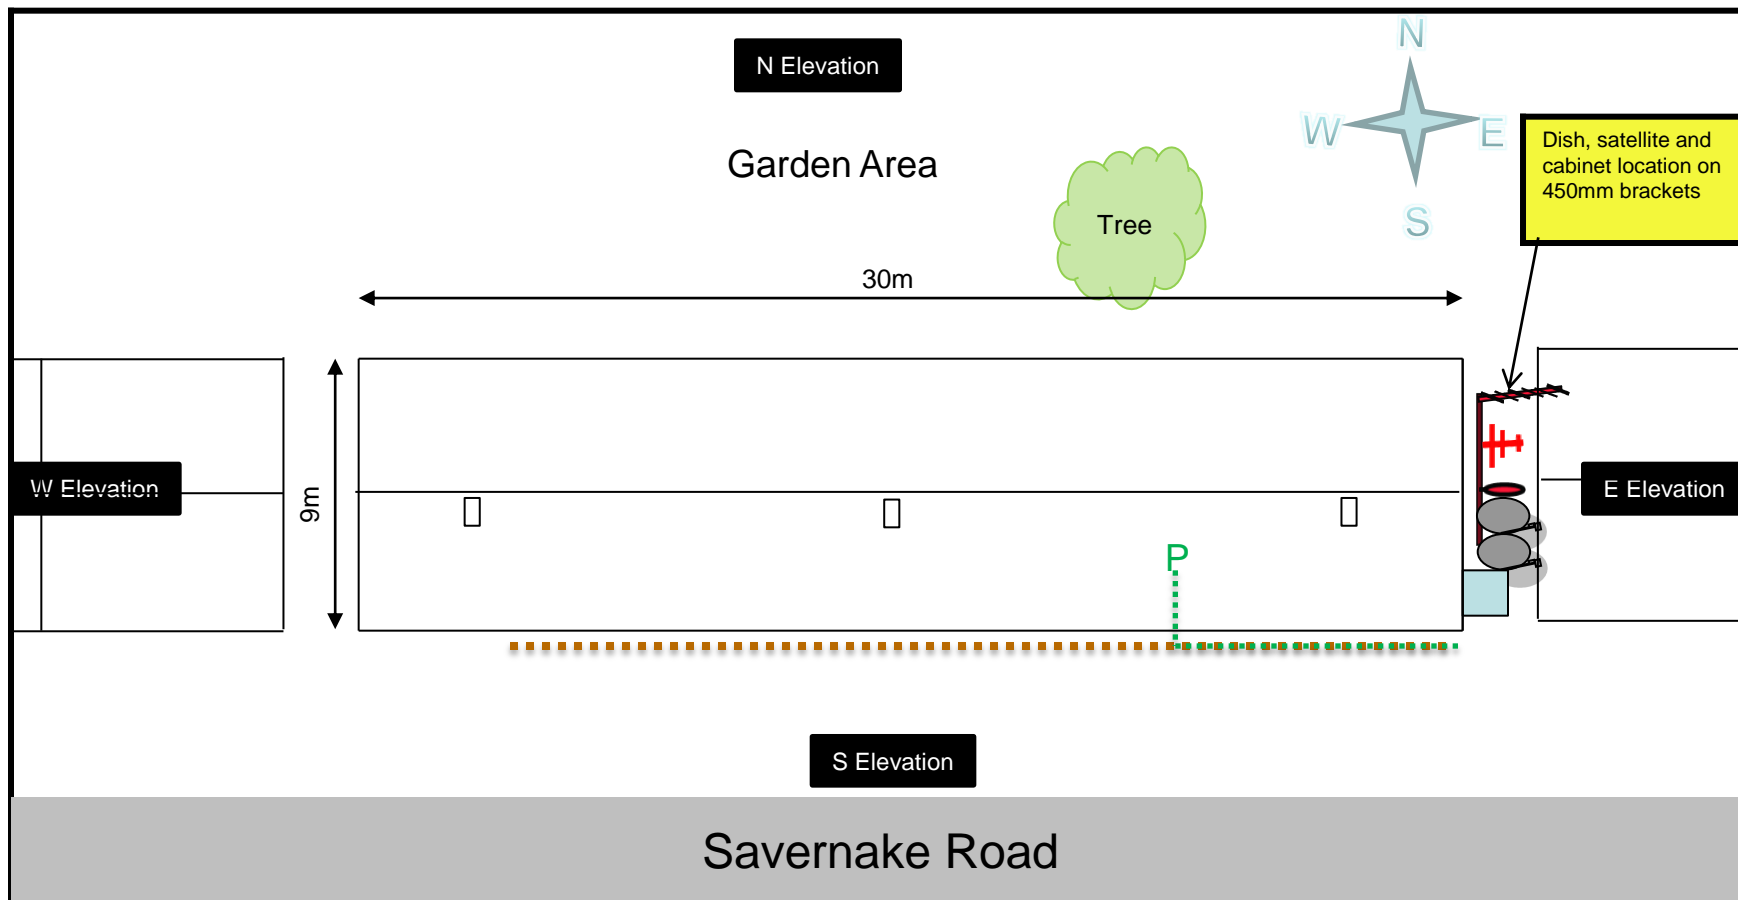 N Elevation
N
W
E
S
Garden Area
Dish, satellite and
cabinet location on
450mm brackets
Tree
30m
W Elevation
9m
E Elevation
P
S Elevation
Savernake Road